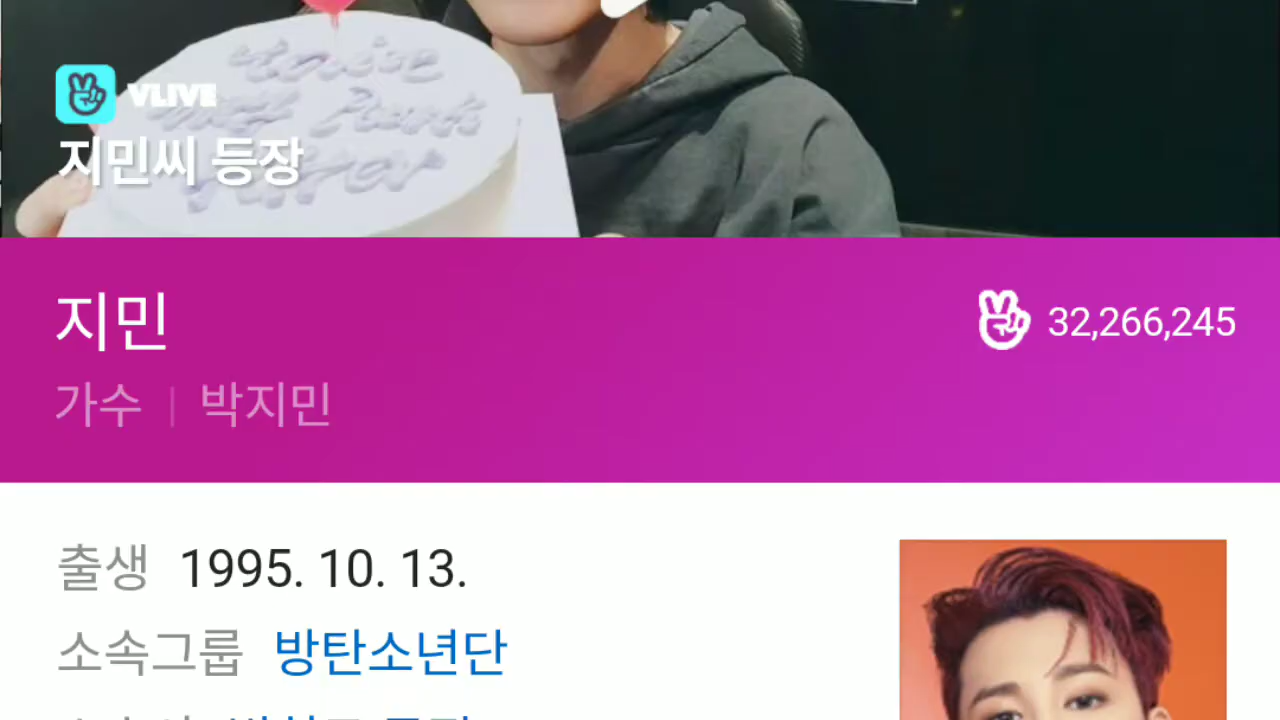 VLIVE
지민씨 등장
지민
32,266,245
가수 | 박지민
출생 1995. 10. 13.
소속그룹 방탄소년단